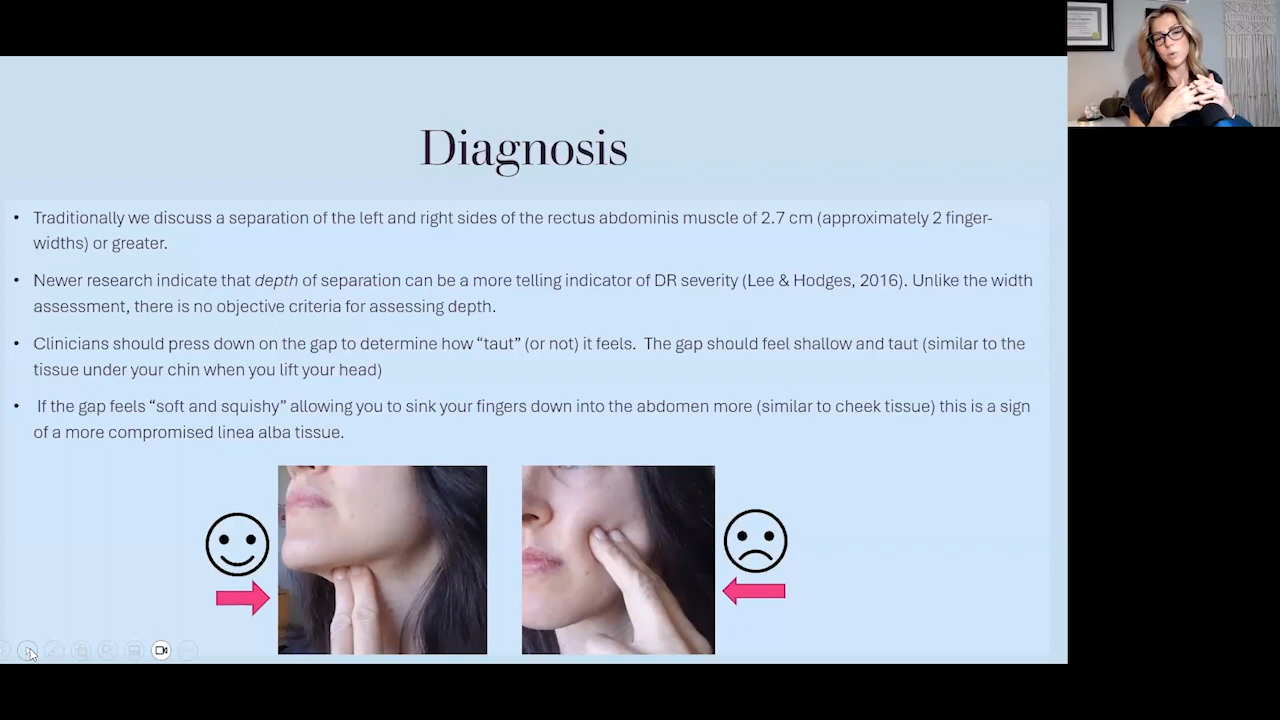 Diagnosis
• Traditionally we discuss a separation of the left and right sides of the rectus abdominis muscle of 2.7 cm (approximately 2 finger-
widths) or greater.
• Newer research indicate that depth of separation can be a more telling indicator of DR severity (Lee & Hodges, 2016). Unlike the width
assessment, there is no objective criteria for assessing depth.
• Clinicians should press down on the gap to determine how “taut” (or not) it feels. The gap should feel shallow and taut (similar to the
tissue under your chin when you lift your head)
• If the gap feels “soft and squishy” allowing you to sink your fingers down into the abdomen more (similar to cheek tissue) this is a sign
of a more compromised linea alba tissue.